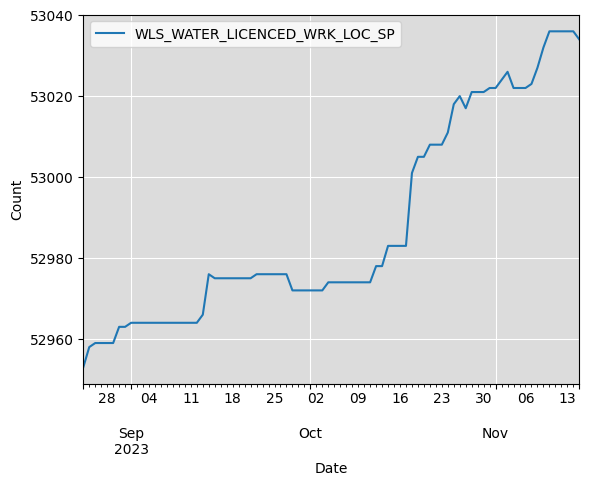 WLS_WATER_LICENCED_WRK_LOC_SP
53040
53020
53000
52980
52960
Count
28 04 11 18 25 02 09 16 23 30 06 13
Sep Oct Nov
2023
Date